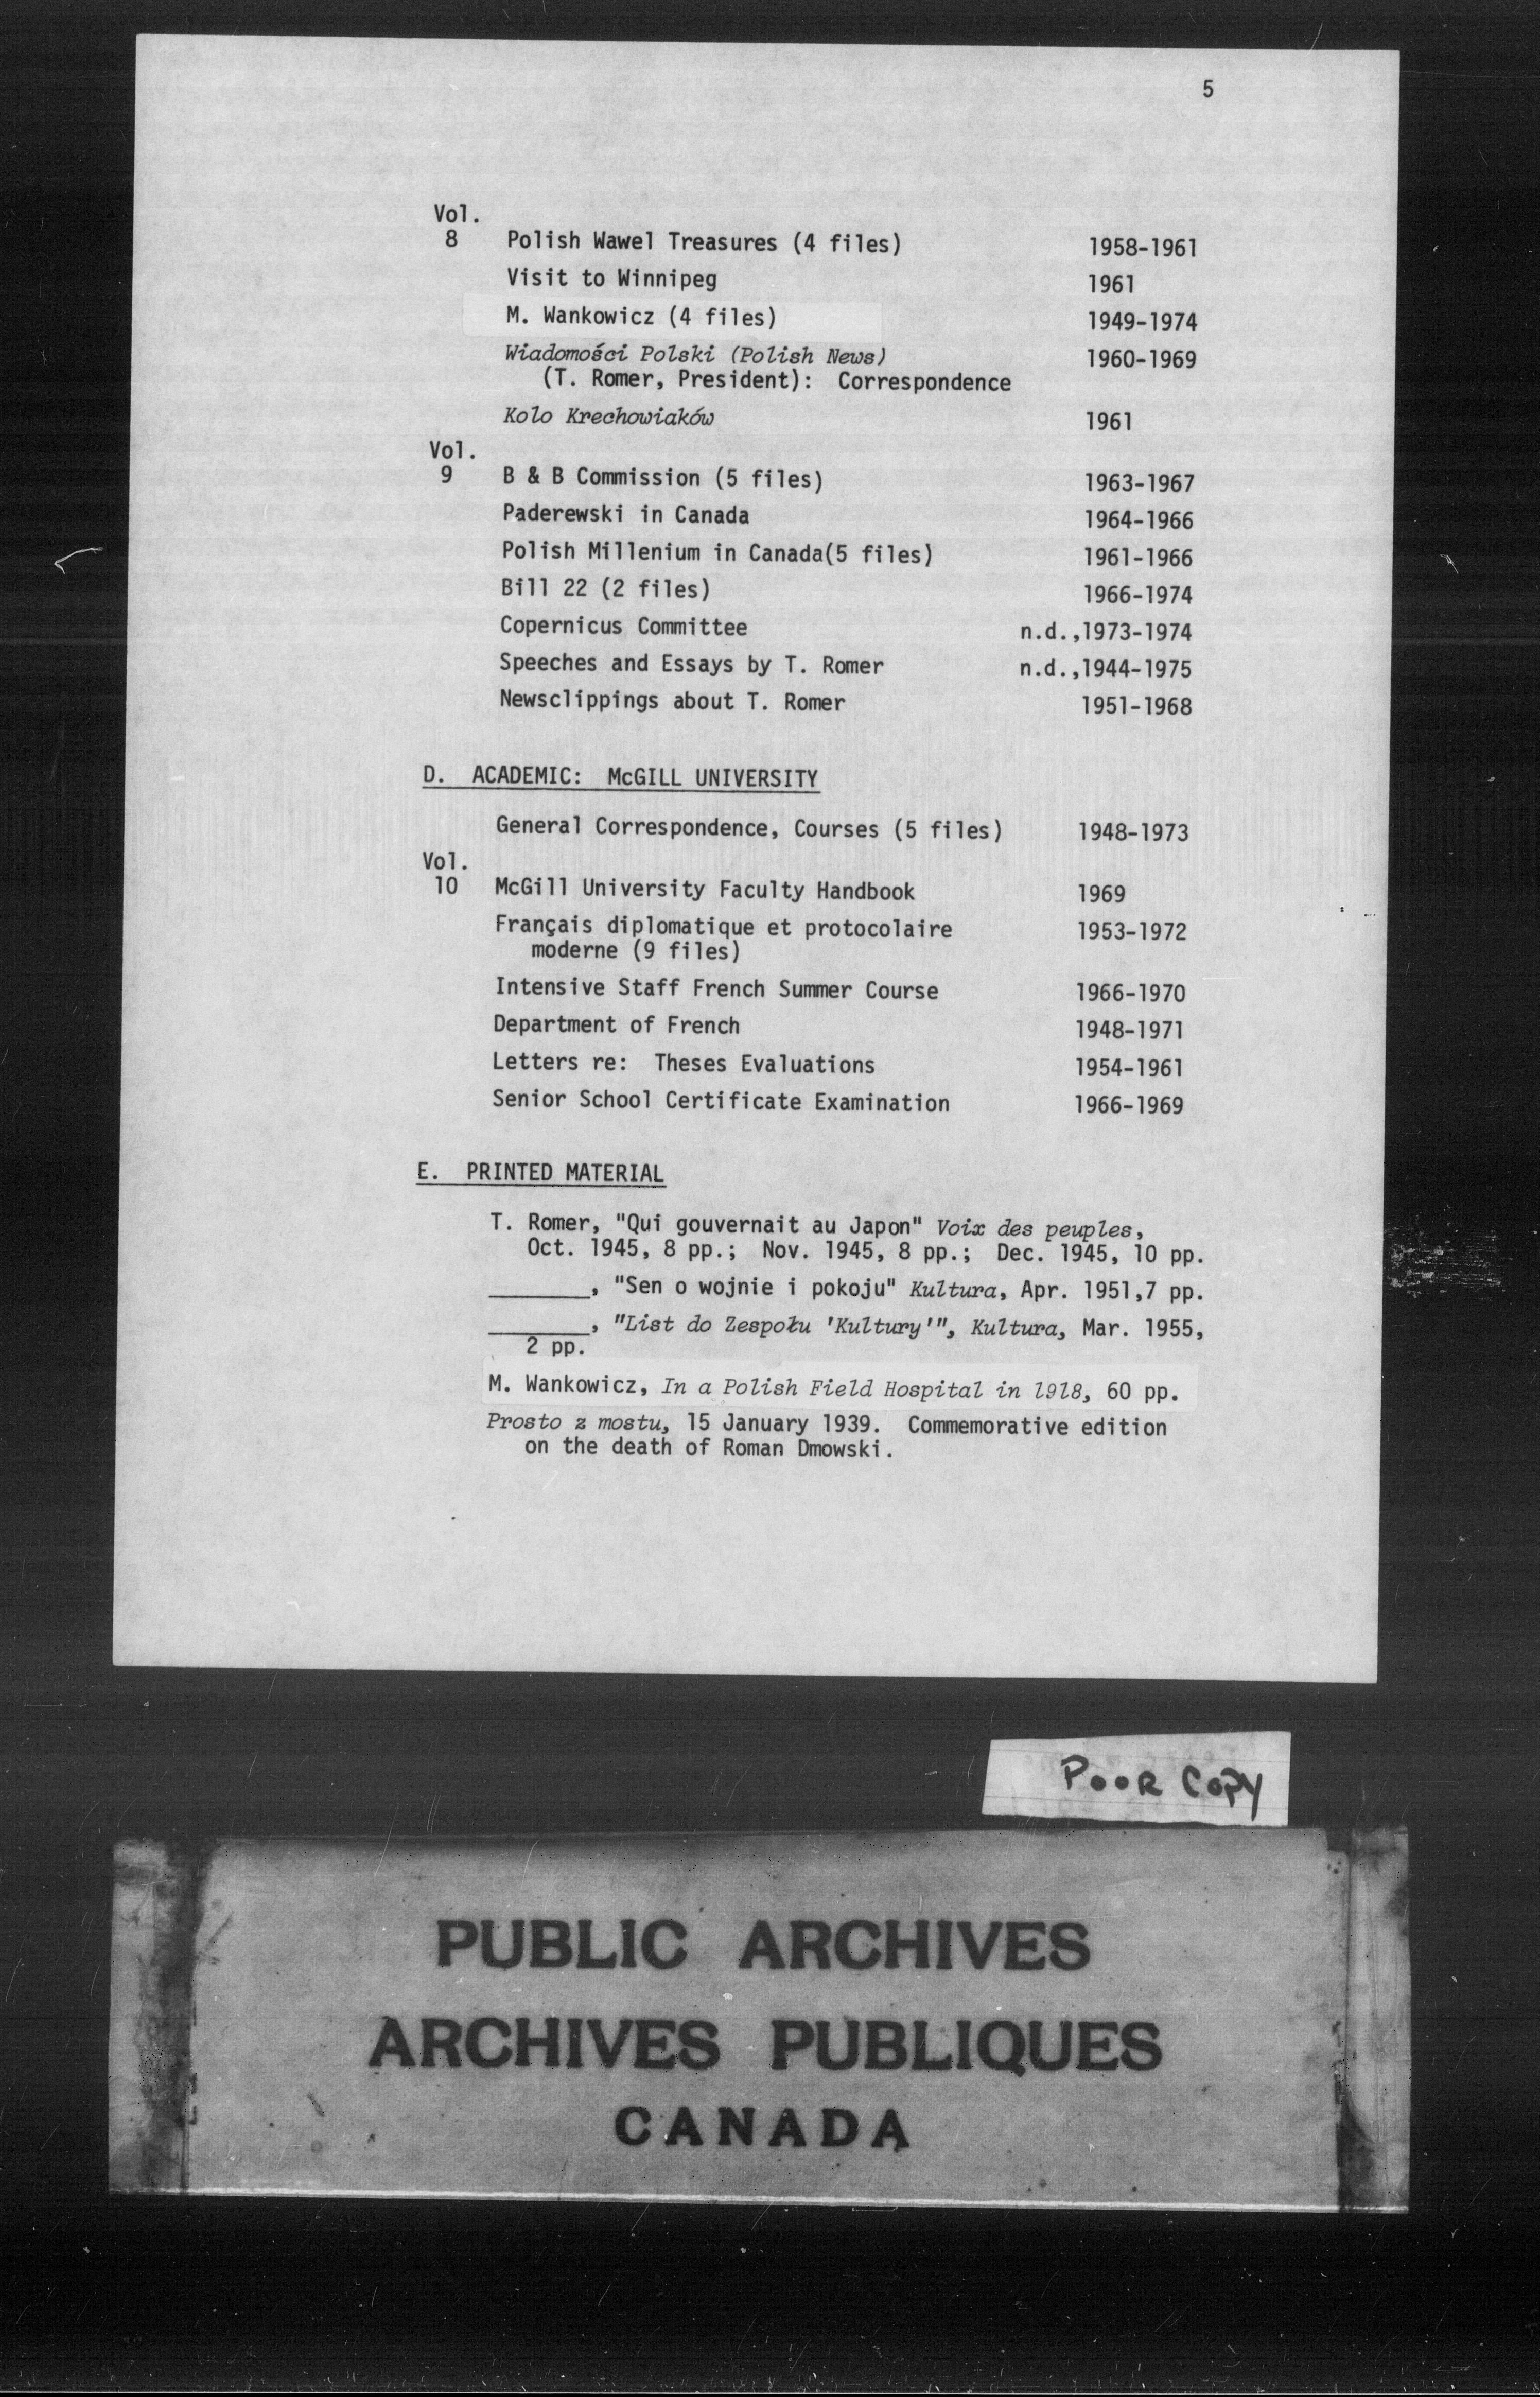 5
Vol.
8 Polish Wawel Treasures (4 files) 1958-1961
Visit to Winnipeg 1961
M. Wankowicz (4 files) 1949-1974
Wiadomości Polski (Polish News) 1960-1969
(T. Romer, President): Correspondence
Kolo Krechowiaków 1961
Vol.
9 B & B Commission (5 files) 1963-1967
Paderewski in Canada 1964-1966
Polish Millenium in Canada(5 files) 1961-1966
Bill 22 (2 files) 1966-1974
Copernicus Committee n.d.,1973-1974
Speeches and Essays by T. Romer n.d.,1944-1975
Newsclippings about T. Romer 1951-1968
D. ACADEMIC: McGILL UNIVERSITY
General Correspondence, Courses (5 files) 1948-1973
Vol.
10 McGill University Faculty Handbook 1969
Français diplomatique et protocolaire 1953-1972
moderne (9 files)
Intensive Staff French Summer Course 1966-1970
Department of French 1948-1971
Letters re: Theses Evaluations 1954-1961
Senior School Certificate Examination 1966-1969
E. PRINTED MATERIAL
T. Romer, "Qui gouvernait au Japon" Voix des peuples,
Oct. 1945, 8 pp.; Nov. 1945, 8 pp.; Dec. 1945, 10 pp.
________, "Sen o wojnie i pokoju" Kultura, Apr. 1951,7 pp.
________, "List do Zespołu 'Kultury'", Kultura, Mar. 1955,
2 pp.
M. Wankowicz, In a Polish Field Hospital in 1918, 60 pp.
Prosto z mostu, 15 January 1939. Commemorative edition
on the death of Roman Dmowski.
POOR COPY
PUBLIC ARCHIVES
ARCHIVES PUBLIQUES
CANADA